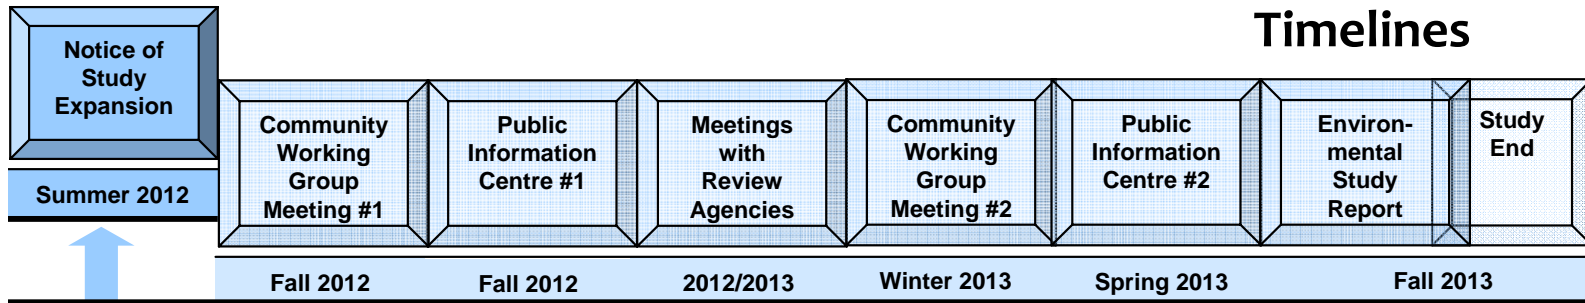 Timelines
Notice of
Study
Expansion
Summer 2012
Community
Working
Group
Meeting #1
Fall 2012
Public
Information
Centre #1
Fall 2012
Meetings
with
Review
Agencies
2012/2013
Community
Working
Group
Meeting #2
Winter 2013
Public
Information
Centre #2
Spring 2013
Environ-
mental
Study
Report
Study
End
Fall 2013